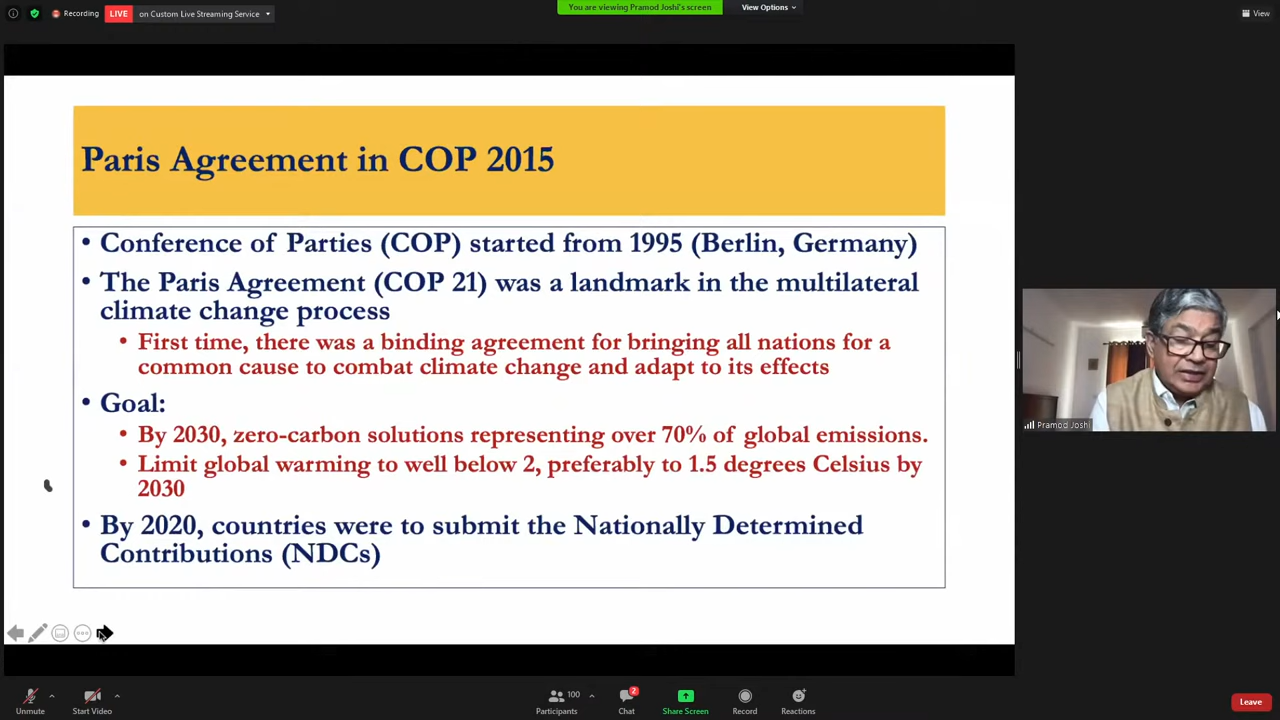 Recording
LIVE
on Custom Live Streaming Service
You are viewing Pramod Joshi's screen
View Options
View
Paris Agreement in COP 2015
• Conference of Parties (COP) started from 1995 (Berlin, Germany)
• The Paris Agreement (COP 21) was a landmark in the multilateral
climate change process
• First time, there was a binding agreement for bringing all nations for a
common cause to combat climate change and adapt to its effects
• Goal:
• By 2030, zero-carbon solutions representing over 70% of global emissions.
• Limit global warming to well below 2, preferably to 1.5 degrees Celsius by
2030
• By 2020, countries were to submit the Nationally Determined
Contributions (NDCs)
Pramod Joshi
Unmute
Start Video
100
Participants
2
Chat
Share Screen
Record
Reactions
Leave